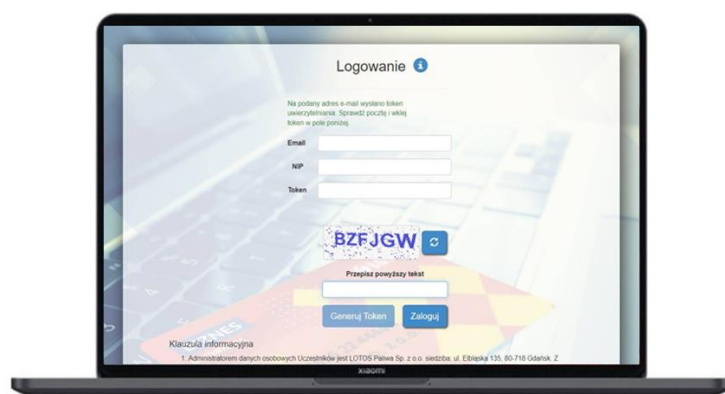 Logowanie
Na podany adres e-mail wysłano token
uwierzytelniania. Sprawdź pocztę i wklej
token w pole poniżej.
Email
NIP
Token
BZFJGW
Przepisz powyższy tekst
Generuj Token Zaloguj
Klauzula informacyjna
1. Administratorem danych osobowych Uczestników jest LOTOS Paliwa Sp. z o.o. siedziba: ul. Elbląska 135, 80-718 Gdańsk. Z
xiaomi